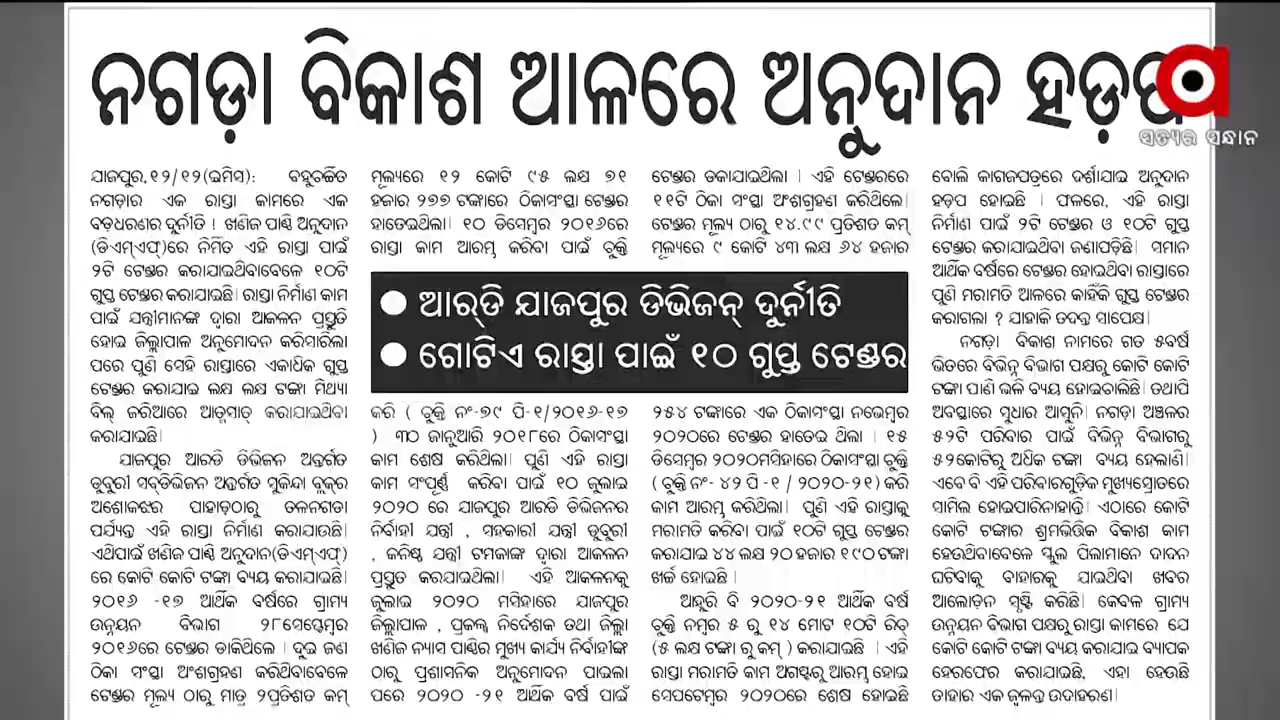 ନଗଡ଼ା ବିକାଶ ଆଳରେ ଅନୁଦାନ ହଡ଼ପ
ସତ୍ୟର ସନ୍ଧାନ
ଯାଜପୁର,୧୨/୧୨(ଇମିସ): ବହୁଚର୍ଚ୍ଚିତ
ନଗଡ଼ାର ଏକ ରାସ୍ତା କାମରେ ଏକ
ବଡ଼ଧରଣର ଦୁର୍ନୀତି ! ଖଣିଜ ପାଣ୍ଠି ଅନୁଦାନ
(ଡିଏମ୍ଏଫ୍)ରେ ନିର୍ମିତ ଏହି ରାସ୍ତା ପାଇଁ
୨ଟି ଟେଣ୍ଡର କରାଯାଇଥିବାବେଳେ ୧୦ଟି
ଗୁପ୍ତ ଟେଣ୍ଡର କରାଯାଇଛି। ରାସ୍ତା ନିର୍ମାଣ କାମ
ପାଇଁ ଯନ୍ତ୍ରୀମାନଙ୍କ ଦ୍ୱାରା ଆକଳନ ପ୍ରସ୍ତୁତି
ହୋଇ ଜିଲ୍ଲାପାଳ ଅନୁମୋଦନ କରିସାରିଲା
ପରେ ପୁଣି ସେହି ରାସ୍ତାରେ ଏକାଧିକ ଗୁପ୍ତ
ଟେଣ୍ଡର କରାଯାଇ ଲକ୍ଷ ଲକ୍ଷ ଟଙ୍କା ମିଥ୍ୟା
ବିଲ୍ ଜରିଆରେ ଆତ୍ମସାତ୍ କରାଯାଇଥିବା
କରାଯାଇଛି।
ଯାଜପୁର ଆରଡି ଡିଭିଜନ ଅନ୍ତର୍ଗତ
ଡୁବୁରୀ ସବ୍‌ଡିଭିଜନ ଅନ୍ତର୍ଗତ ସୁକିନ୍ଦା ବ୍ଲକ୍‌ର
ଅଶୋକଝର ପାହାଡ଼ଠାରୁ ତଳନଗଡା
ପର୍ଯ୍ୟନ୍ତ ଏହି ରାସ୍ତା ନିର୍ମାଣ କରାଯାଉଛି।
ଏଥିପାଇଁ ଖଣିଜ ପାଣ୍ଠି ଅନୁଦାନ(ଡିଏମ୍ଏଫ୍)
ରେ କୋଟି କୋଟି ଟଙ୍କା ବ୍ୟୟ କରାଯାଇଛି।
୨୦୧୬ -୧୭ ଆର୍ଥିକ ବର୍ଷରେ ଗ୍ରାମ୍ୟ
ଉନ୍ନୟନ ବିଭାଗ ୨୮ସେପ୍ଟେମ୍ବର
୨୦୧୬ରେ ଟେଣ୍ଡର ଡାକିଥିଲେ । ଦୁଇ ଜଣ
ଠିକା ସଂସ୍ଥା ଅଂଶଗ୍ରହଣ କରିଥିବାବେଳେ
ଟେଣ୍ଡର ମୂଲ୍ୟ ଠାରୁ ମାତ୍ର ୨ପ୍ରତିଶତ କମ୍
ମୂଲ୍ୟରେ ୧୨ କୋଟି ୯୫ ଲକ୍ଷ ୭୧
ହଜାର ୨୭୭ ଟଙ୍କାରେ ଠିକାସଂସ୍ଥା ଟେଣ୍ଡର
ହାତେଇଥିଲା। ୧୦ ଡିସେମ୍ବର ୨୦୧୬ରେ
ରାସ୍ତା କାମ ଆରମ୍ଭ କରିବା ପାଇଁ ଚୁକ୍ତି
ଟେଣ୍ଡର ଡକାଯାଇଥିଲା । ଏହି ଟେଣ୍ଡରରେ
୧୧ଟି ଠିକା ସଂସ୍ଥା ଅଂଶଗ୍ରହଣ କରିଥିଲେ।
ଟେଣ୍ଡର ମୂଲ୍ୟ ଠାରୁ ୧୪.୯୯ ପ୍ରତିଶତ କମ୍
ମୂଲ୍ୟରେ ୯ କୋଟି ୪୩ ଲକ୍ଷ ୬୪ ହଜାର
● ଆର୍‌ଡି ଯାଜପୁର ଡିଭିଜନ୍ ଦୁର୍ନୀତି
● ଗୋଟିଏ ରାସ୍ତା ପାଇଁ ୧୦ ଗୁପ୍ତ ଟେଣ୍ଡର
କରି ( ଚୁକ୍ତି ନଂ-୭୯ ପି-୧/୨୦୧୬-୧୭
) ୩୦ ଜାନୁଆରି ୨୦୧୮ରେ ଠିକାସଂସ୍ଥା
କାମ ଶେଷ କରିଥିଲା। ପୁଣି ଏହି ରାସ୍ତା
କାମ ସଂପୂର୍ଣ୍ଣ କରିବା ପାଇଁ ୧୦ ଜୁଲାଇ
୨୦୨୦ ରେ ଯାଜପୁର ଆରଡି ଡିଭିଜନର
ନିର୍ବାହୀ ଯନ୍ତ୍ରୀ , ସହକାରୀ ଯନ୍ତ୍ରୀ ଡୁବୁରୀ
, କନିଷ୍ଠ ଯନ୍ତ୍ରୀ ଟମକାଙ୍କ ଦ୍ୱାରା ଆକଳନ
ପ୍ରସ୍ତୁତ କରାଯାଇଥିଲା। ଏହି ଆକଳନକୁ
ଜୁଲାଇ ୨୦୨୦ ମସିହାରେ ଯାଜପୁର
ଜିଲ୍ଲାପାଳ , ପ୍ରକଳ୍ପ ନିର୍ଦେଶକ ତଥା ଜିଲ୍ଲା
ଖଣିଜ ନ୍ୟାସ ପାଣ୍ଠିର ମୁଖ୍ୟ କାର୍ଯ୍ୟ ନିର୍ବାହୀଙ୍କ
ଠାରୁ ପ୍ରଶାସନିକ ଅନୁମୋଦନ ପାଇଲା
ପରେ ୨୦୨୦ -୨୧ ଆର୍ଥିକ ବର୍ଷ ପାଇଁ
୨୫୪ ଟଙ୍କାରେ ଏକ ଠିକାସଂସ୍ଥା ନଭେମ୍ବର
୨୦୨୦ରେ ଟେଣ୍ଡର ହାତେଇ ଥିଲା । ୧୫
ଡିସେମ୍ବର ୨୦୨୦ମସିହାରେ ଠିକାସଂସ୍ଥା ଚୁକ୍ତି
( ଚୁକ୍ତି ନଂ- ୪୨ ପି -୧ / ୨୦୨୦-୨୧) କରି
କାମ ଆରମ୍ଭ କରିଥିଲା। ପୁଣି ଏହି ରାସ୍ତାକୁ
ମରାମତି କରିବା ପାଇଁ ୧୦ଟି ଗୁପ୍ତ ଟେଣ୍ଡର
କରାଯାଇ ୪୪ ଲକ୍ଷ ୨୦ ହଜାର ୧୯୦ ଟଙ୍କା
ଖର୍ଚ୍ଚ ହୋଇଛି ।
ଆହୁରି ବି ୨୦୨୦-୨୧ ଆର୍ଥିକ ବର୍ଷ
ଚୁକ୍ତି ନମ୍ବର ୫ ରୁ ୧୪ ମୋଟ ୧୦ଟି ରିଚ୍
(୫ ଲକ୍ଷ ଟଙ୍କା ରୁ କମ୍ ) କରାଯାଇଛି । ଏହି
ରାସ୍ତା ମରାମତି କାମ ଅଗଷ୍ଟରୁ ଆରମ୍ଭ ହୋଇ
ସେପଟେମ୍ବର ୨୦୨୦ରେ ଶେଷ ହୋଇଛି
ବୋଲି କାଗଜପତ୍ରରେ ଦର୍ଶାଯାଇ ଅନୁଦାନ
ହଡ଼ପ ହୋଇଛି । ଫଳରେ, ଏହି ରାସ୍ତା
ନିର୍ମାଣ ପାଇଁ ୨ଟି ଟେଣ୍ଡର ଓ ୧୦ଟି ଗୁପ୍ତ
ଟେଣ୍ଡର କରାଯାଇଥିବା ଜଣାପଡ଼ିଛି। ସମାନ
ଆର୍ଥିକ ବର୍ଷରେ ଟେଣ୍ଡର ହୋଇଥିବା ରାସ୍ତାରେ
ପୁଣି ମରାମତି ଆଳରେ କାହିଁକି ଗୁପ୍ତ ଟେଣ୍ଡର
କରାଗଲା ? ଯାହାକି ତଦନ୍ତ ସାପେକ୍ଷ।
ନଗଡ଼ା ବିକାଶ ନାମରେ ଗତ ୫ବର୍ଷ
ଭିତରେ ବିଭିନ୍ନ ବିଭାଗ ପକ୍ଷରୁ କୋଟି କୋଟି
ଟଙ୍କା ପାଣି ଭଳି ବ୍ୟୟ ହୋଇଚାଲିଛି। ତଥାପି
ଅବସ୍ଥାରେ ସୁଧାର ଆସୁନି। ନଗଡ଼ା ଅଞ୍ଚଳର
୫୨ଟି ପରିବାର ପାଇଁ ବିଭିନ୍ନ ବିଭାଗରୁ
୫୨କୋଟିରୁ ଅଧିକ ଟଙ୍କା ବ୍ୟୟ ହେଲାଣି।
ଏବେ ବି ଏହି ପରିବାରଗୁଡ଼ିକ ମୁଖ୍ୟସ୍ରୋତରେ
ସାମିଲ ହୋଇପାରିନାହାନ୍ତି। ଏଠାରେ କୋଟି
କୋଟି ଟଙ୍କାର ଶ୍ରମଭିତ୍ତିକ ବିକାଶ କାମ
ହେଉଥିବାବେଳେ ସ୍କୁଲ ପିଲାମାନେ ଦାଦନ
ଖଟିବାକୁ ବାହାରକୁ ଯାଇଥିବା ଖବର
ଆଲୋଡ଼ନ ସୃଷ୍ଟି କରିଛି। କେବଳ ଗ୍ରାମ୍ୟ
ଉନ୍ନୟନ ବିଭାଗ ପକ୍ଷରୁ ରାସ୍ତା କାମରେ ଯେ
କୋଟି କୋଟି ଟଙ୍କା ବ୍ୟୟ କରାଯାଇ ବ୍ୟାପକ
ହେରଫେର କରାଯାଇଛି, ଏହା ହେଉଛି
ତାହାର ଏକ ଜ୍ୱଳନ୍ତ ଉଦାହରଣ।